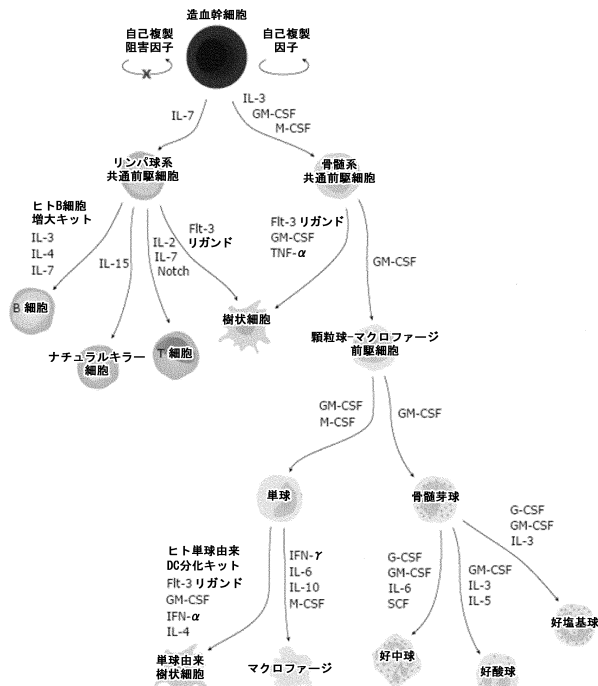 造血幹細胞
自己複製
阻害因子
自己複製
因子
X
IL-7
IL-3
GM-CSF
M-CSF
リンパ球系
共通前駆細胞
骨髄系
共通前駆細胞
ヒトB細胞
増大キット
IL-3
IL-4
IL-7
IL-15
IL-2
IL-7
Notch
Flt-3
リガンド
Flt-3 リガンド
GM-CSF
TNF-α
GM-CSF
B 細胞
ナチュラルキラー
細胞
T 細胞
樹状細胞
顆粒球-マクロファージ
前駆細胞
GM-CSF
M-CSF
GM-CSF
単球
骨髄芽球
ヒト単球由来
DC分化キット
Flt-3 リガンド
GM-CSF
IFN-α
IL-4
IFN-γ
IL-6
IL-10
M-CSF
G-CSF
GM-CSF
IL-6
SCF
GM-CSF
IL-3
IL-5
G-CSF
GM-CSF
IL-3
単球由来
樹状細胞
マクロファージ
好中球
好酸球
好塩基球